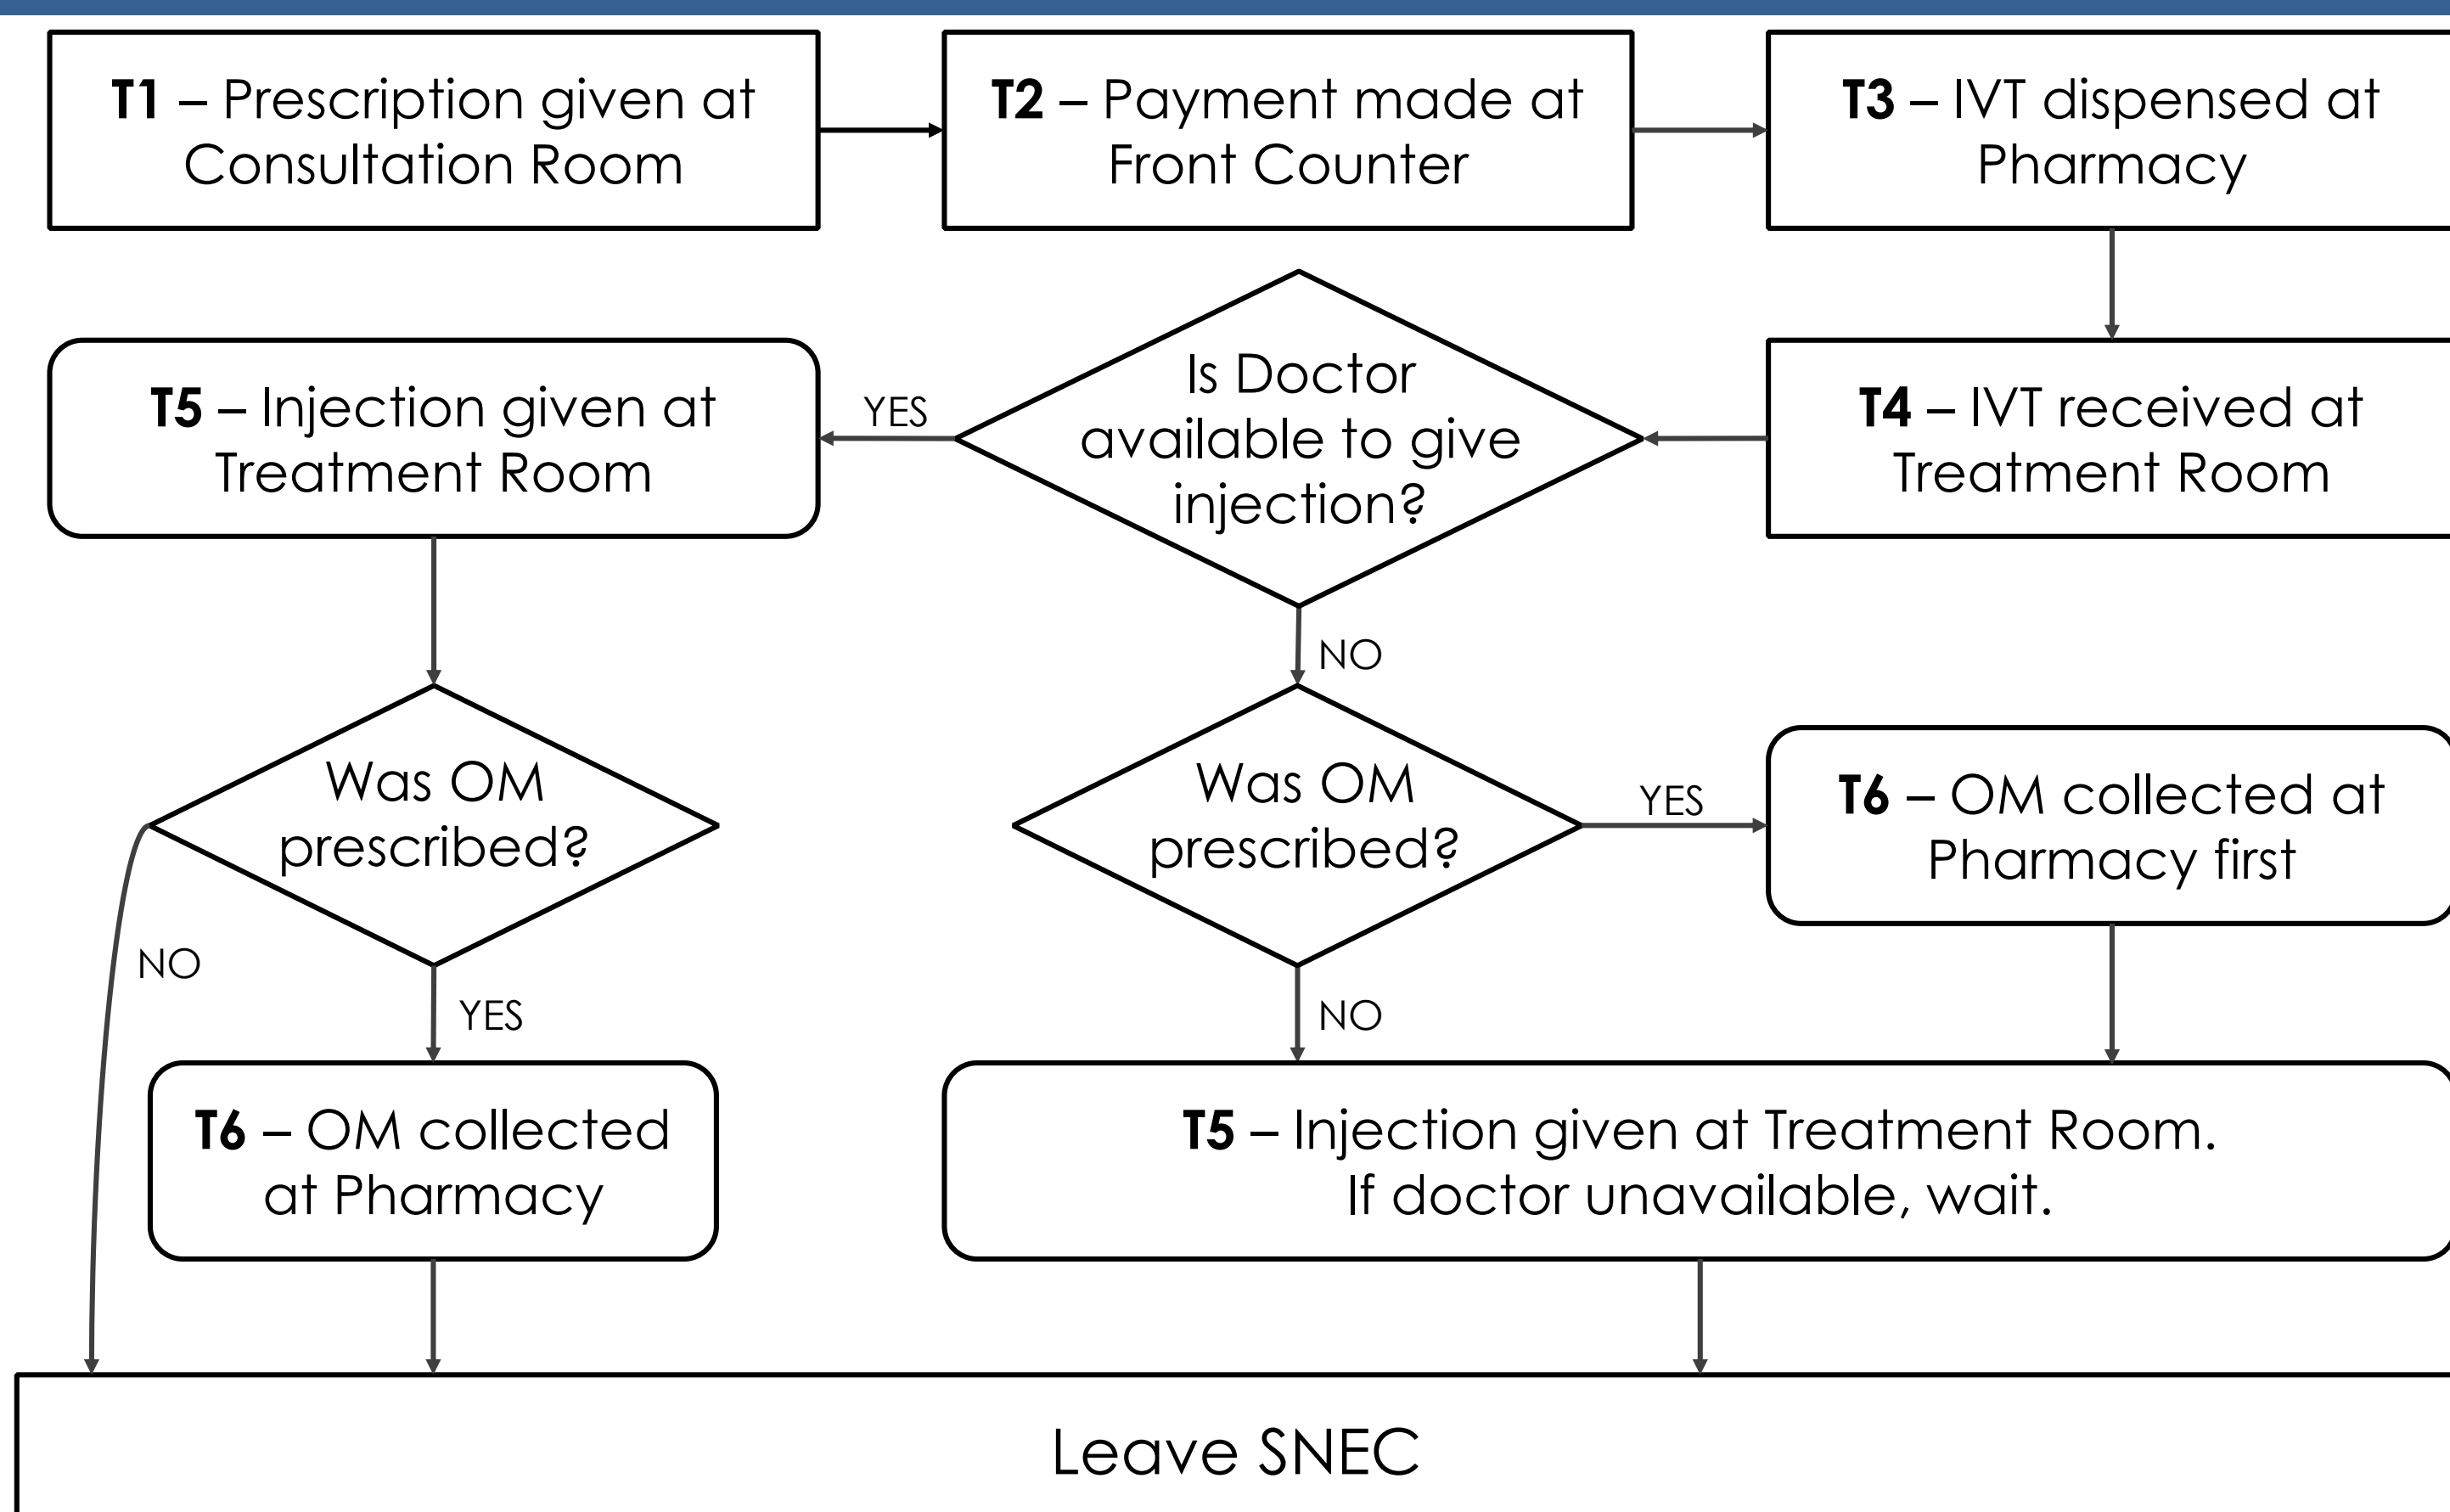 T1 – Prescription given at
Consultation Room
T2 – Payment made at
Front Counter
T3 – IVT dispensed at
Pharmacy
T5 – Injection given at
Treatment Room
YES
Is Doctor
available to give
injection?
T4 – IVT received at
Treatment Room
NO
Was OM
prescribed?
Was OM
prescribed?
YES
T6 – OM collected at
Pharmacy first
NO
YES
NO
T6 – OM collected
at Pharmacy
T5 – Injection given at Treatment Room.
If doctor unavailable, wait.
Leave SNEC